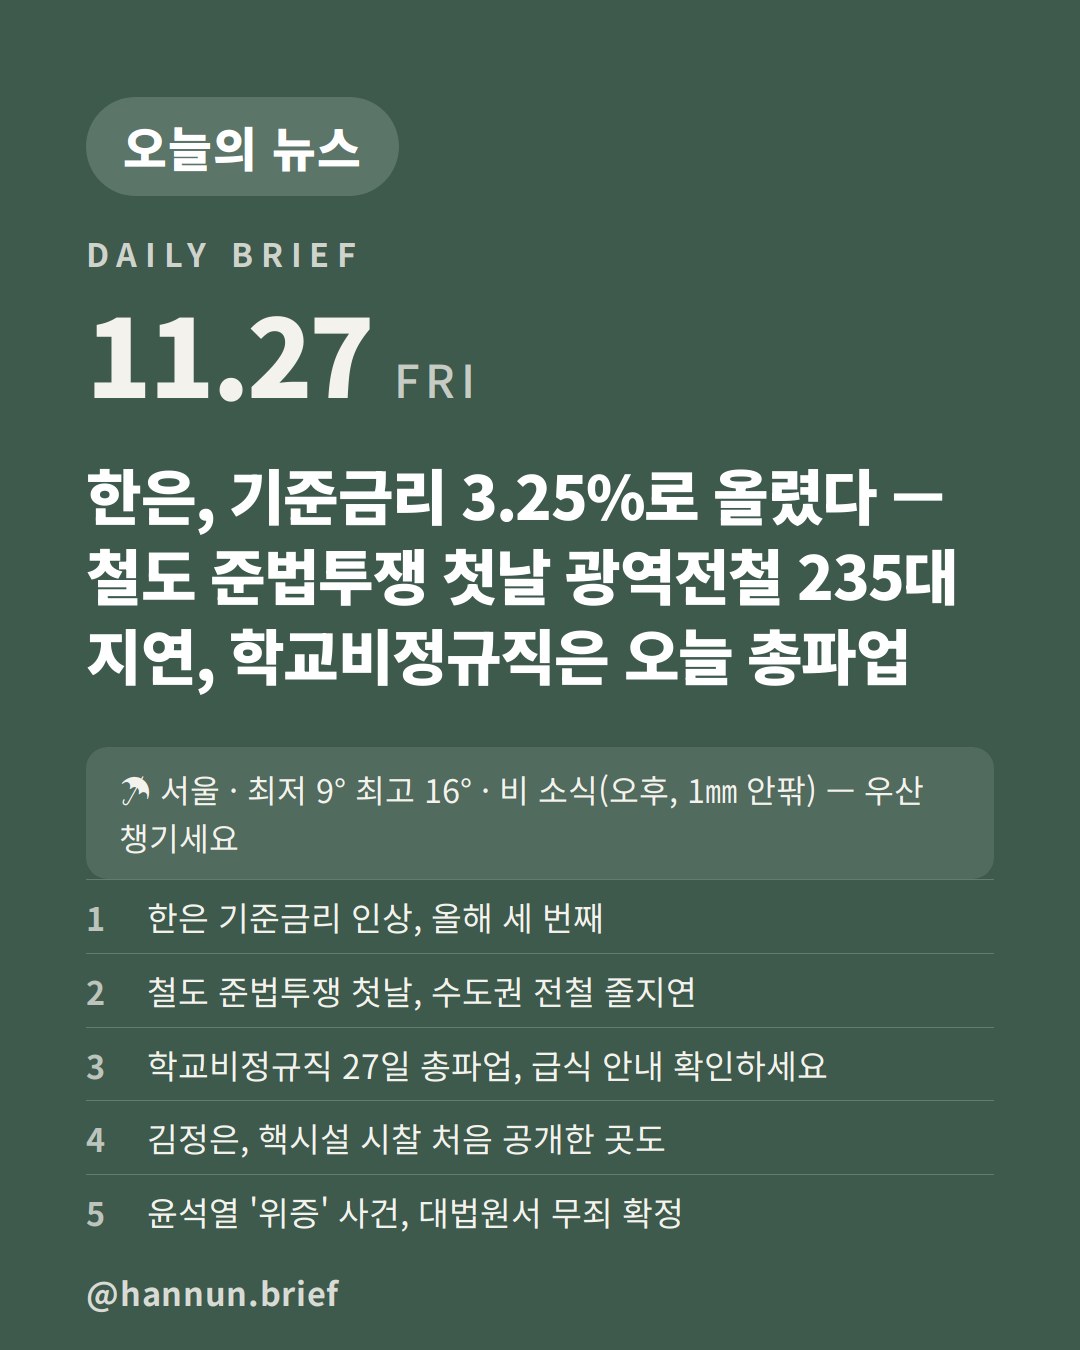 오늘의 뉴스
DAILY BRIEF
11.27 FRI
한은, 기준금리 3.25%로 올렸다 —
철도 준법투쟁 첫날 광역전철 235대
지연, 학교비정규직은 오늘 총파업
☂ 서울 · 최저 9° 최고 16° · 비 소식(오후, 1㎜ 안팎) — 우산
챙기세요
1 한은 기준금리 인상, 올해 세 번째
2 철도 준법투쟁 첫날, 수도권 전철 줄지연
3 학교비정규직 27일 총파업, 급식 안내 확인하세요
4 김정은, 핵시설 시찰 처음 공개한 곳도
5 윤석열 '위증' 사건, 대법원서 무죄 확정
@hannun.brief